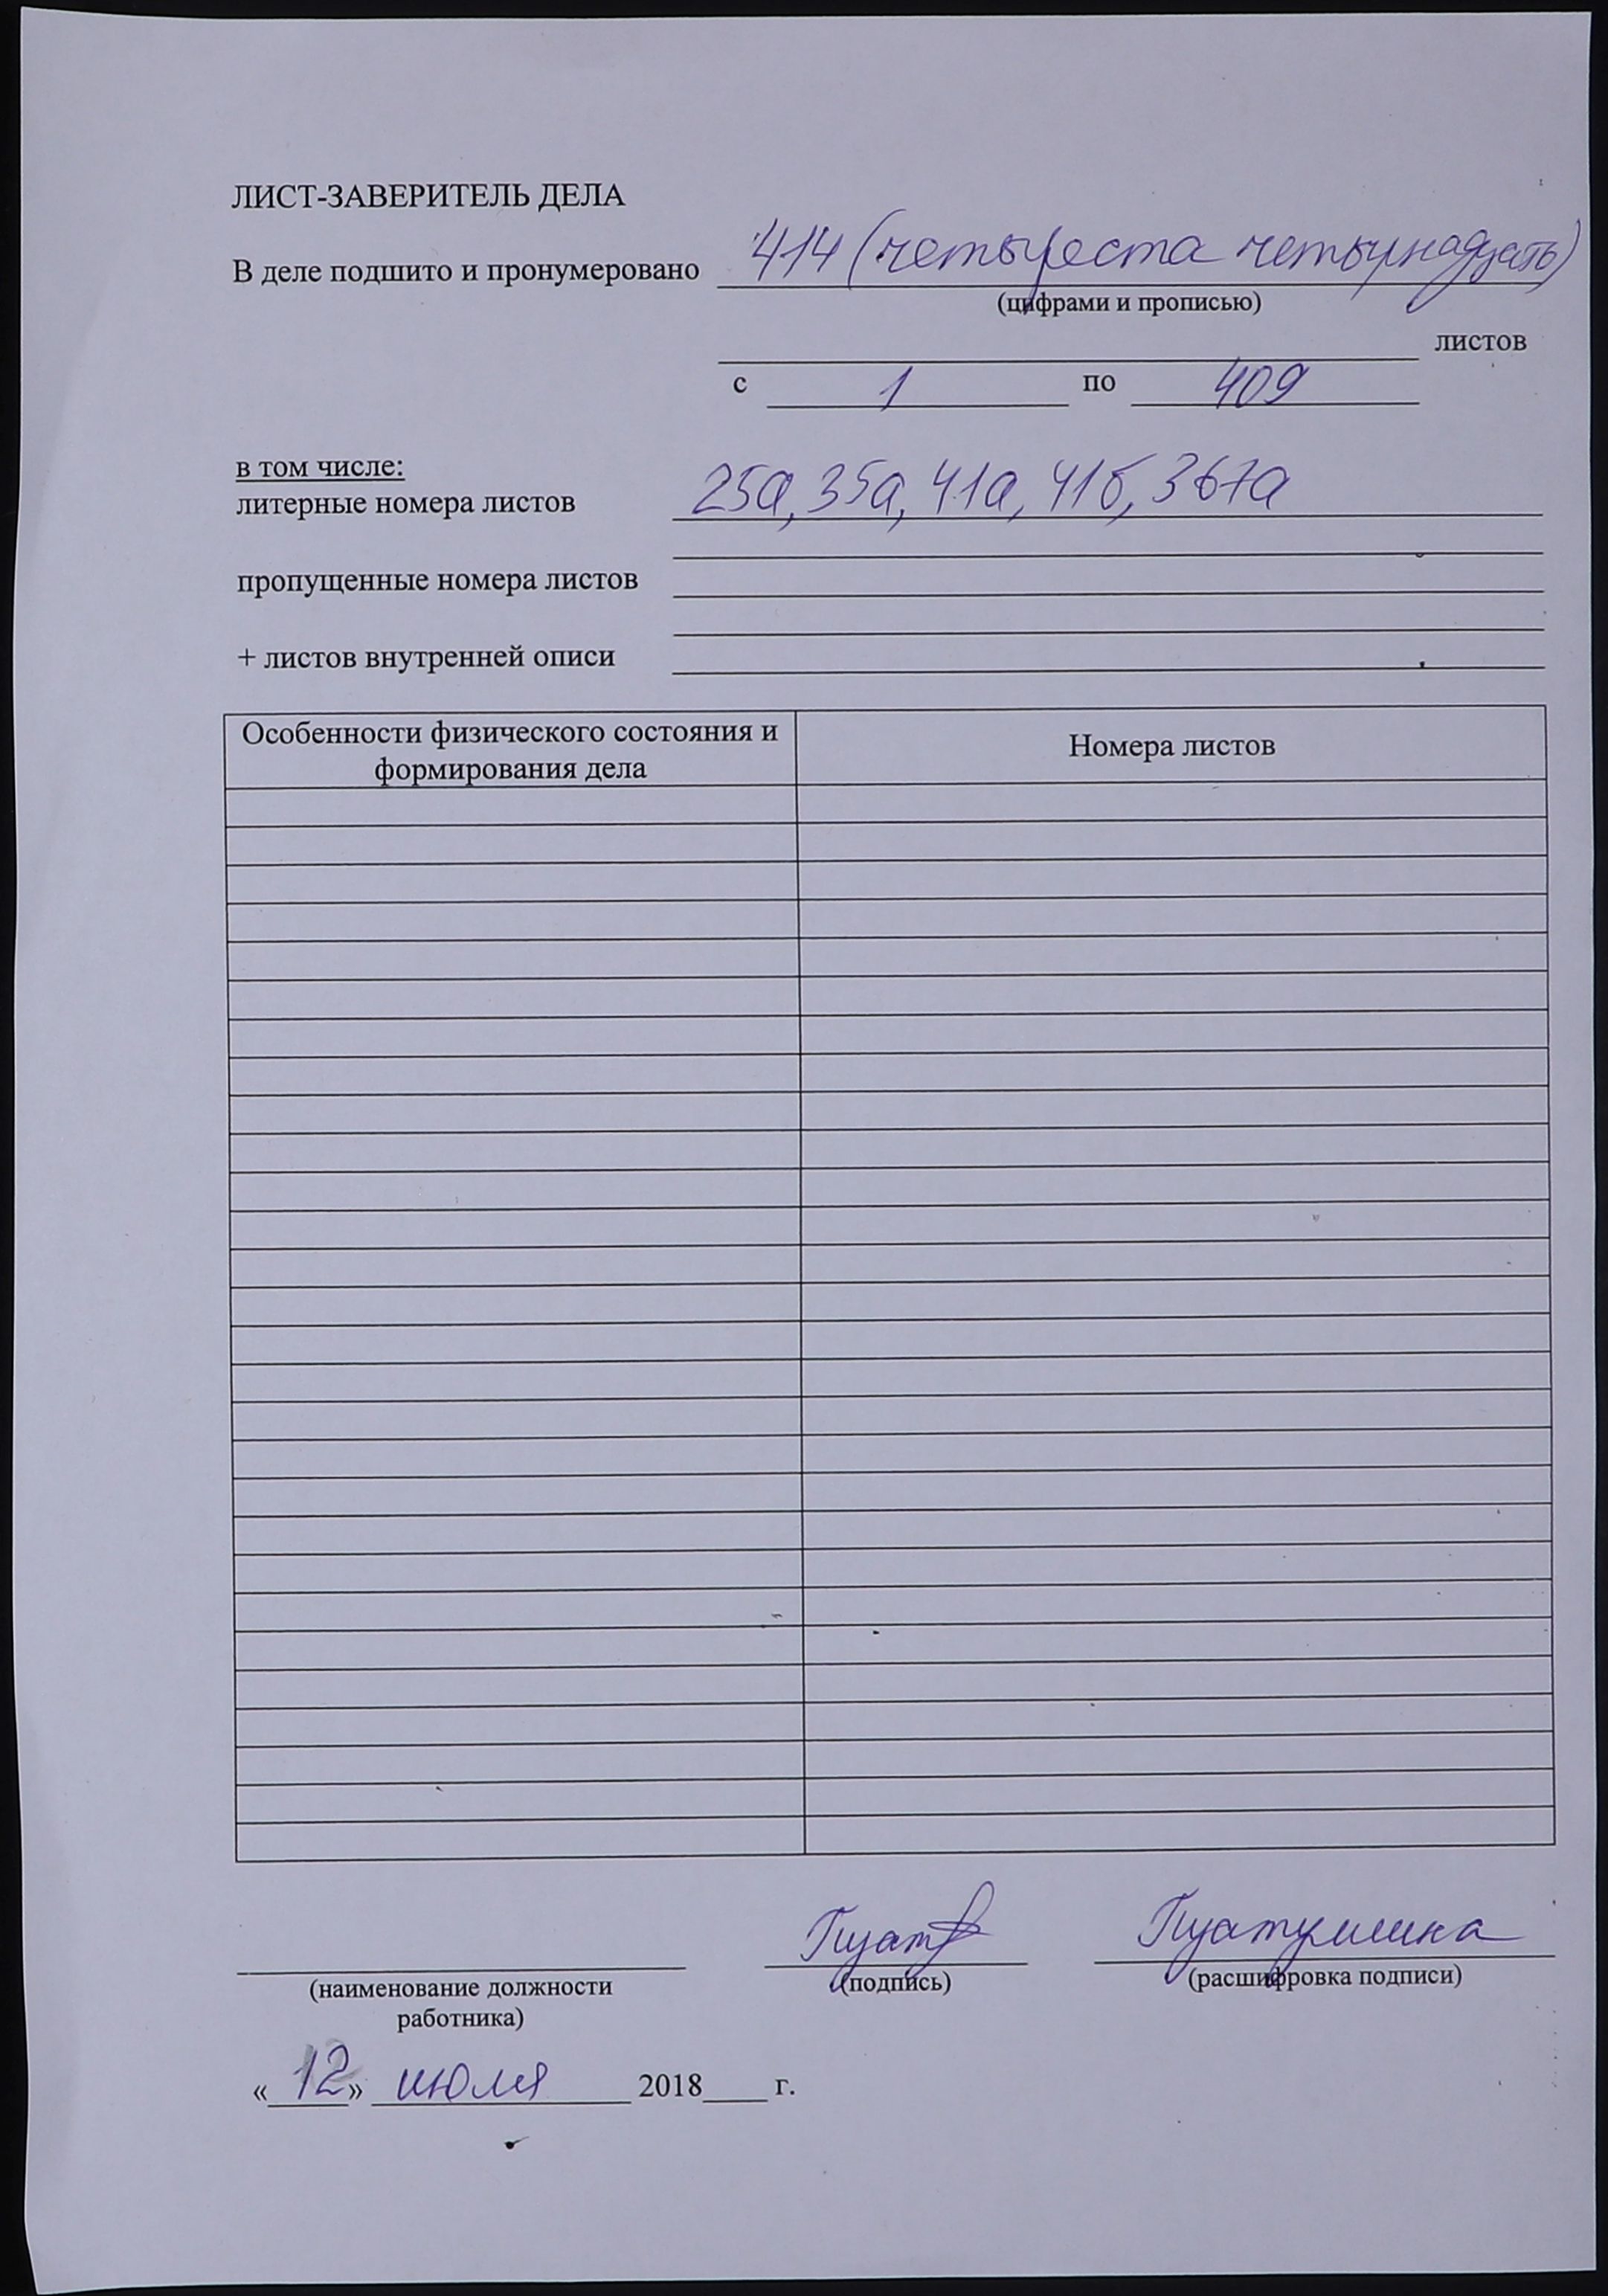 ЛИСТ-ЗАВЕРИТЕЛЬ ДЕЛА
В деле подшито и пронумеровано 414 (четыреста четырнадцать)
(цифрами и прописью)
листов
с 1 по 409
в том числе:
литерные номера листов 25а, 35а, 41а, 41б, 367а
пропущенные номера листов
+ листов внутренней описи
Особенности физического состояния и формирования дела
Номера листов
(подпись)
(расшифровка подписи)
(наименование должности
работника)
«12» июля 2018 г.